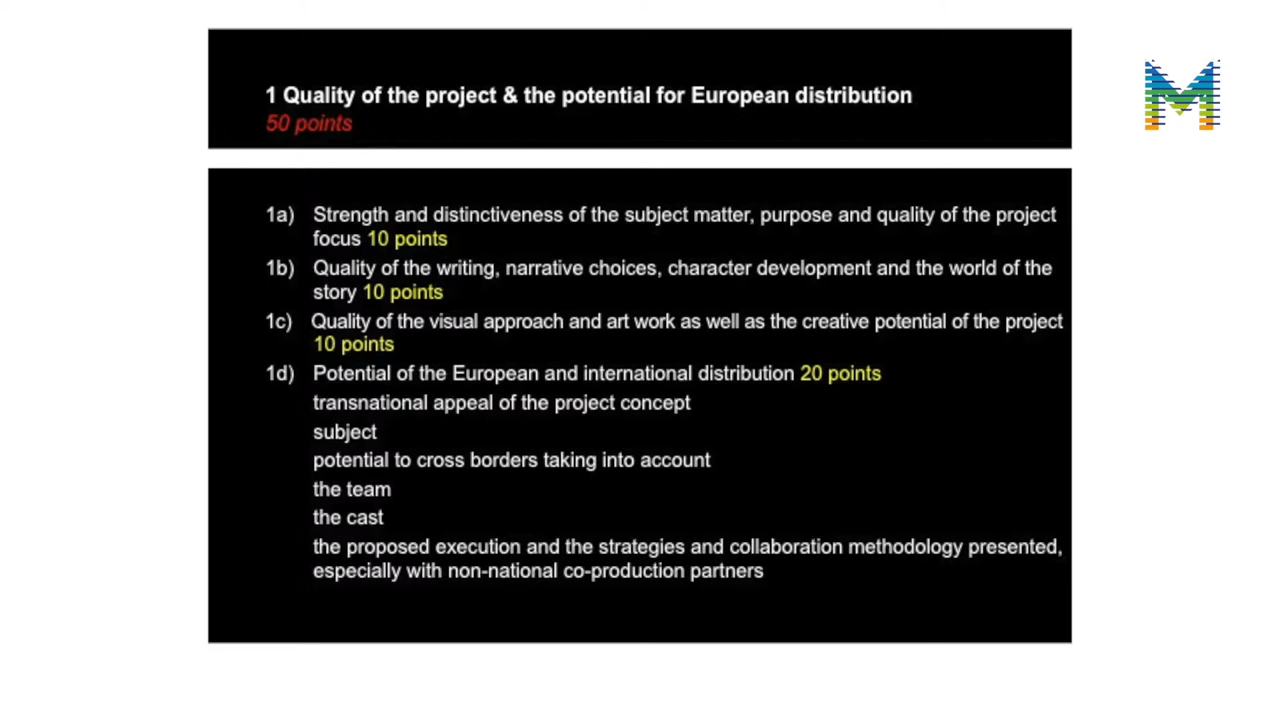 1 Quality of the project & the potential for European distribution
50 points
1a) Strength and distinctiveness of the subject matter, purpose and quality of the project
focus 10 points
1b) Quality of the writing, narrative choices, character development and the world of the
story 10 points
1c) Quality of the visual approach and art work as well as the creative potential of the project
10 points
1d) Potential of the European and international distribution 20 points
transnational appeal of the project concept
subject
potential to cross borders taking into account
the team
the cast
the proposed execution and the strategies and collaboration methodology presented,
especially with non-national co-production partners